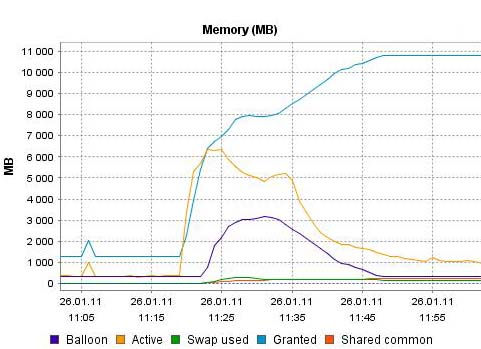 Memory (MB)
11 000
10 000
9 000
8 000
7 000
6 000
5 000
4 000
3 000
2 000
1 000
0
MB
26.01.11 26.01.11 26.01.11 26.01.11 26.01.11 26.01.11
11:05 11:15 11:25 11:35 11:45 11:55
Balloon Active Swap used Granted Shared common